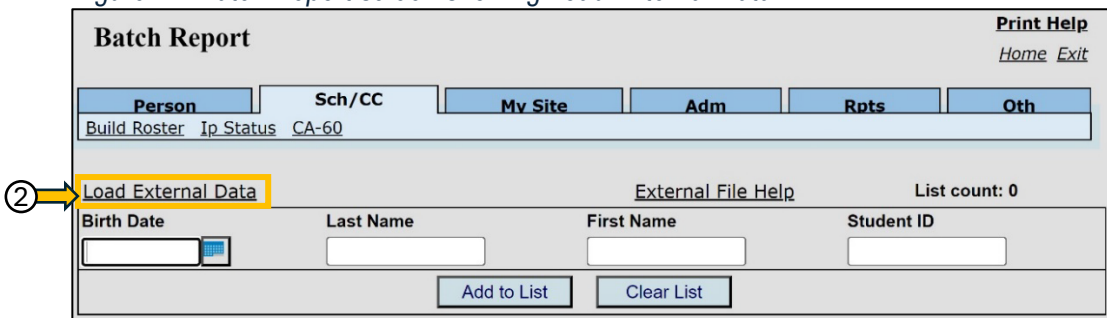 Batch Report
Print Help
Home Exit
Person Sch/CC My Site Adm Rpts Oth
Build Roster Ip Status CA-60
2
Load External Data External File Help List count: 0
Birth Date Last Name First Name Student ID
Add to List Clear List